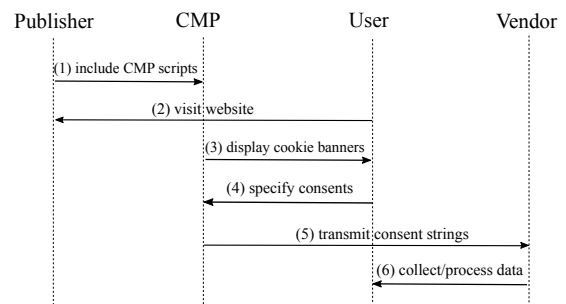 Publisher CMP User Vendor
(1) include CMP scripts
(2) visit website
(3) display cookie banners
(4) specify consents
(5) transmit consent strings
(6) collect/process data